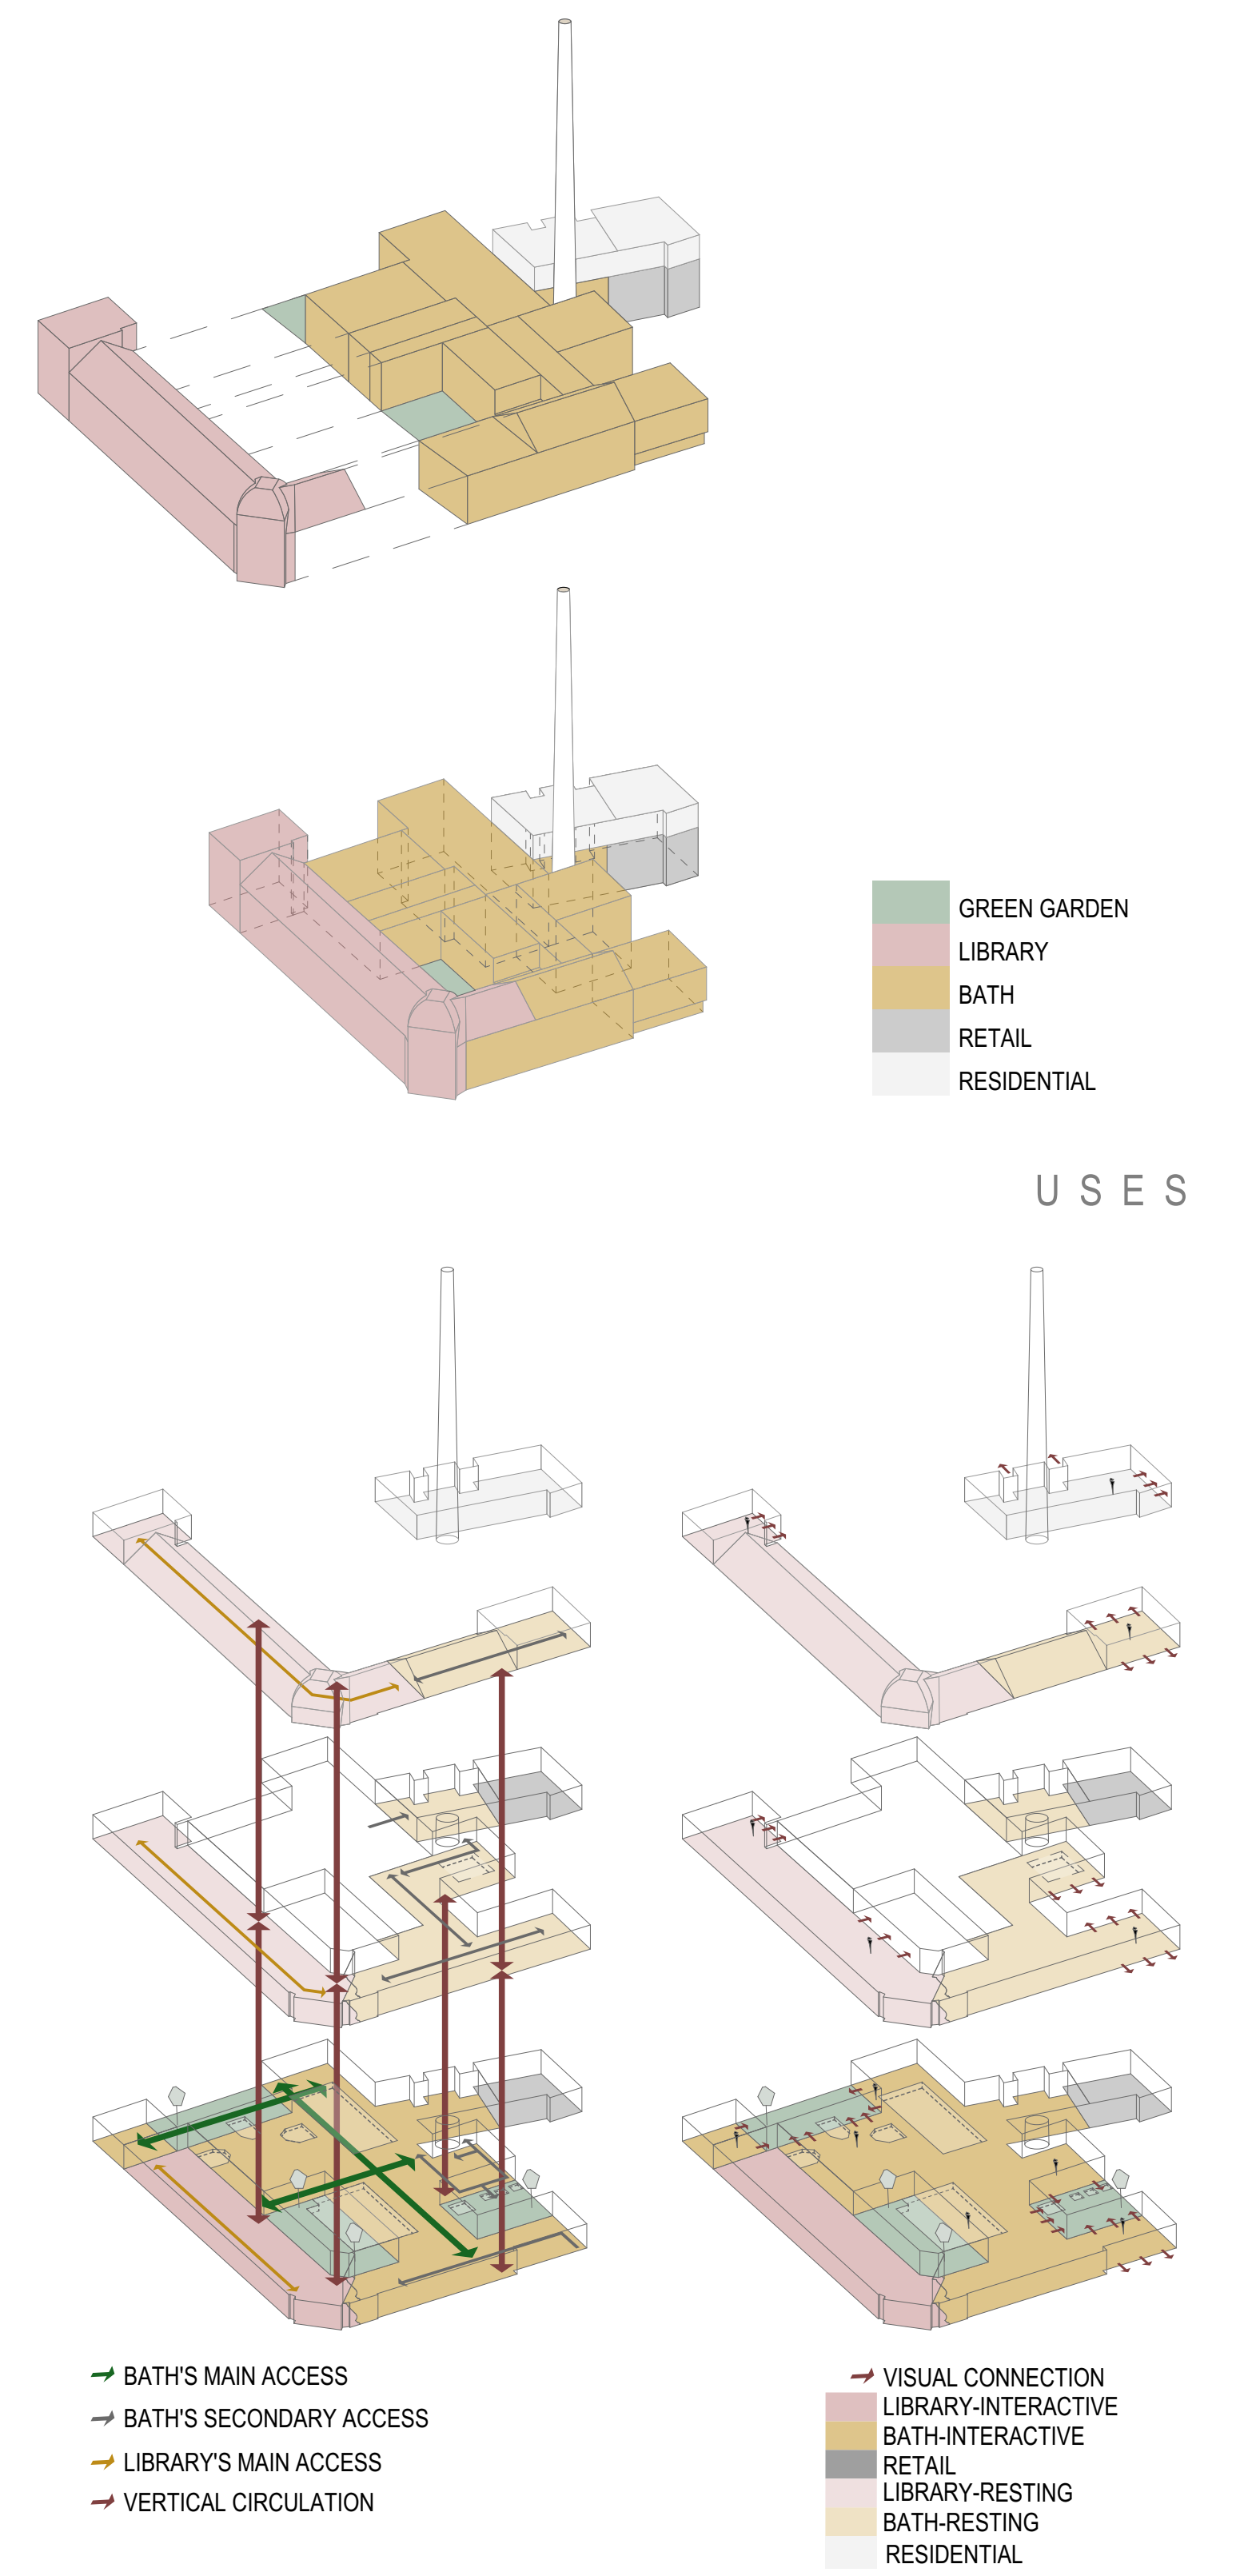 GREEN GARDEN
LIBRARY
BATH
RETAIL
RESIDENTIAL
USES
BATH'S MAIN ACCESS
BATH'S SECONDARY ACCESS
LIBRARY'S MAIN ACCESS
VERTICAL CIRCULATION
VISUAL CONNECTION
LIBRARY-INTERACTIVE
BATH-INTERACTIVE
RETAIL
LIBRARY-RESTING
BATH-RESTING
RESIDENTIAL